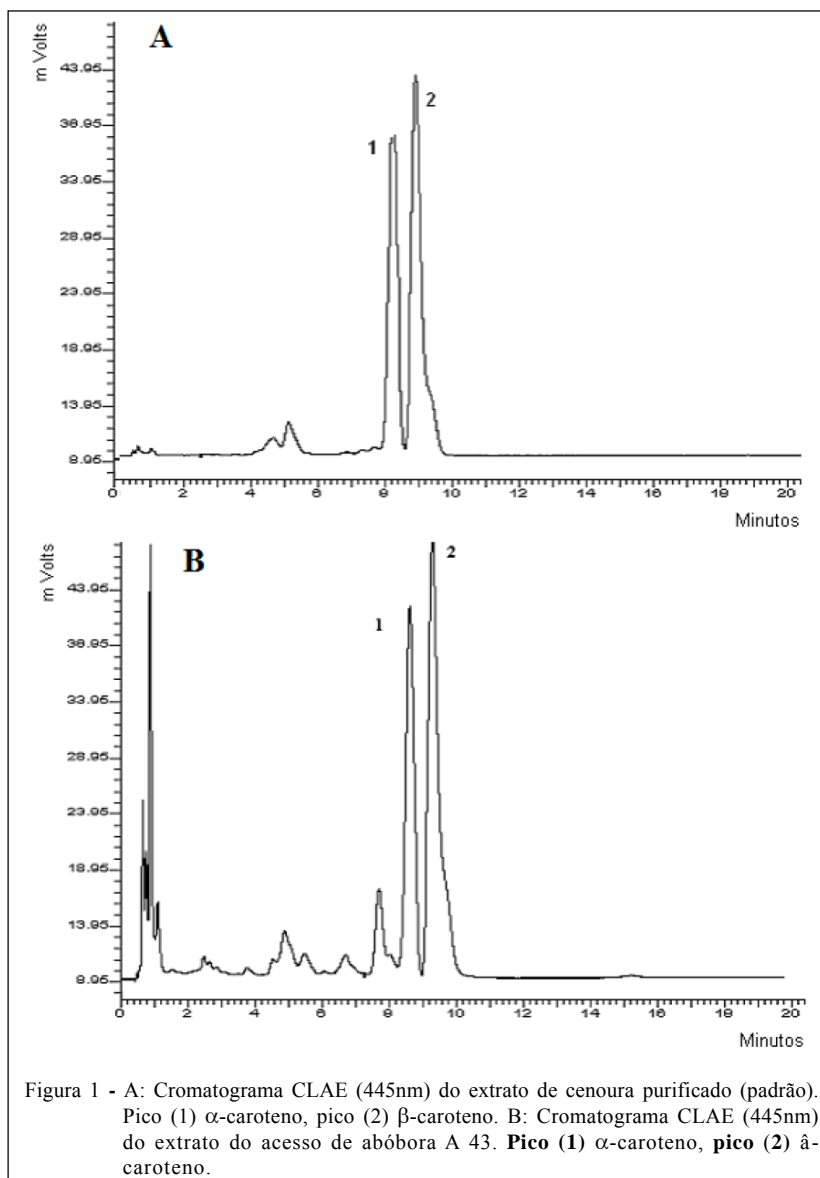 A
m Volts
43.95
38.95
33.95
28.95
23.95
18.95
13.95
8.95
1
2
0 2 4 6 8 10 12 14 16 18 20
Minutos
B
m Volts
43.95
38.95
33.95
28.95
23.95
18.95
13.95
8.95
1
2
0 2 4 6 8 10 12 14 16 18 20
Minutos
Figura 1 - A: Cromatograma CLAE (445nm) do extrato de cenoura purificado (padrão).
Pico (1) α-caroteno, pico (2) β-caroteno. B: Cromatograma CLAE (445nm)
do extrato do acesso de abóbora A 43. Pico (1) α-caroteno, pico (2) â-
caroteno.